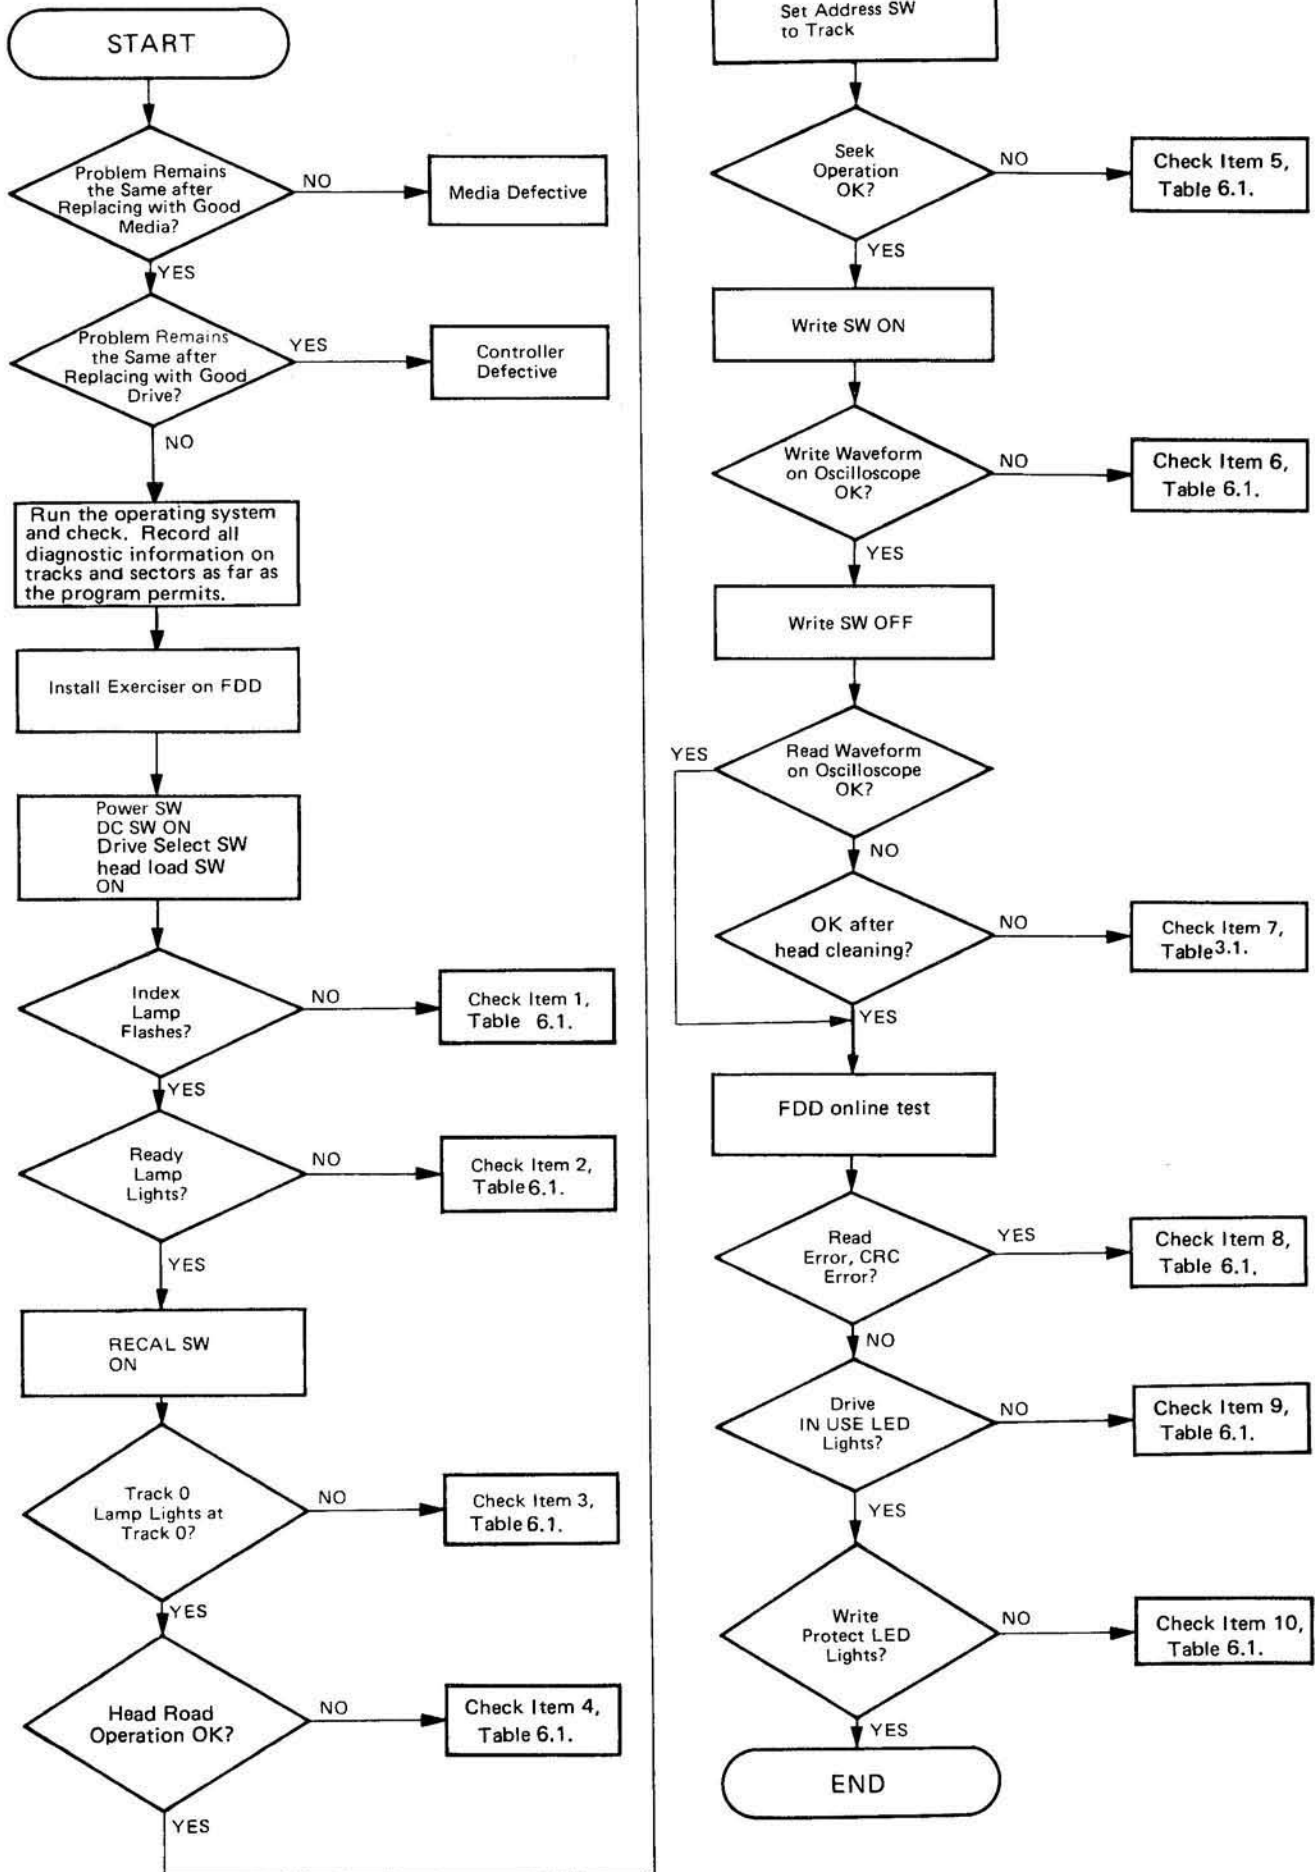 START
Problem Remains
the Same after
Replacing with Good
Media?
NO
Media Defective
YES
Problem Remains
the Same after
Replacing with Good
Drive?
YES
Controller
Defective
NO
Run the operating system
and check. Record all
diagnostic information on
tracks and sectors as far as
the program permits.
Install Exerciser on FDD
Power SW
DC SW ON
Drive Select SW
head load SW
ON
Index
Lamp
Flashes?
NO
Check Item 1,
Table 6.1.
YES
Ready
Lamp
Lights?
NO
Check Item 2,
Table 6.1.
YES
RECAL SW
ON
Track 0
Lamp Lights at
Track 0?
NO
Check Item 3,
Table 6.1.
YES
Head Road
Operation OK?
NO
Check Item 4,
Table 6.1.
YES
Set Address SW
to Track
Seek
Operation
OK?
NO
Check Item 5,
Table 6.1.
YES
Write SW ON
Write Waveform
on Oscilloscope
OK?
NO
Check Item 6,
Table 6.1.
YES
Write SW OFF
YES
Read Waveform
on Oscilloscope
OK?
NO
OK after
head cleaning?
NO
Check Item 7,
Table 3.1.
YES
FDD online test
Read
Error, CRC
Error?
YES
Check Item 8,
Table 6.1.
NO
Drive
IN USE LED
Lights?
NO
Check Item 9,
Table 6.1.
YES
Write
Protect LED
Lights?
NO
Check Item 10,
Table 6.1.
YES
END